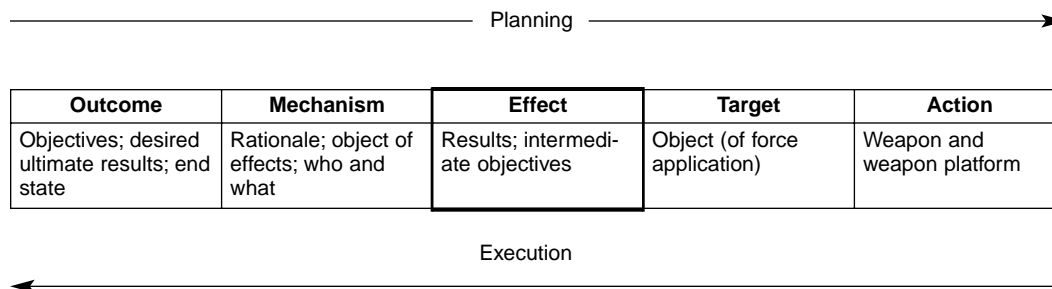 Planning
Outcome Mechanism Effect Target Action
Objectives; desired Rationale; object of Results; intermedi- Object (of force Weapon and
ultimate results; end effects; who and ate objectives application) weapon platform
state what
Execution